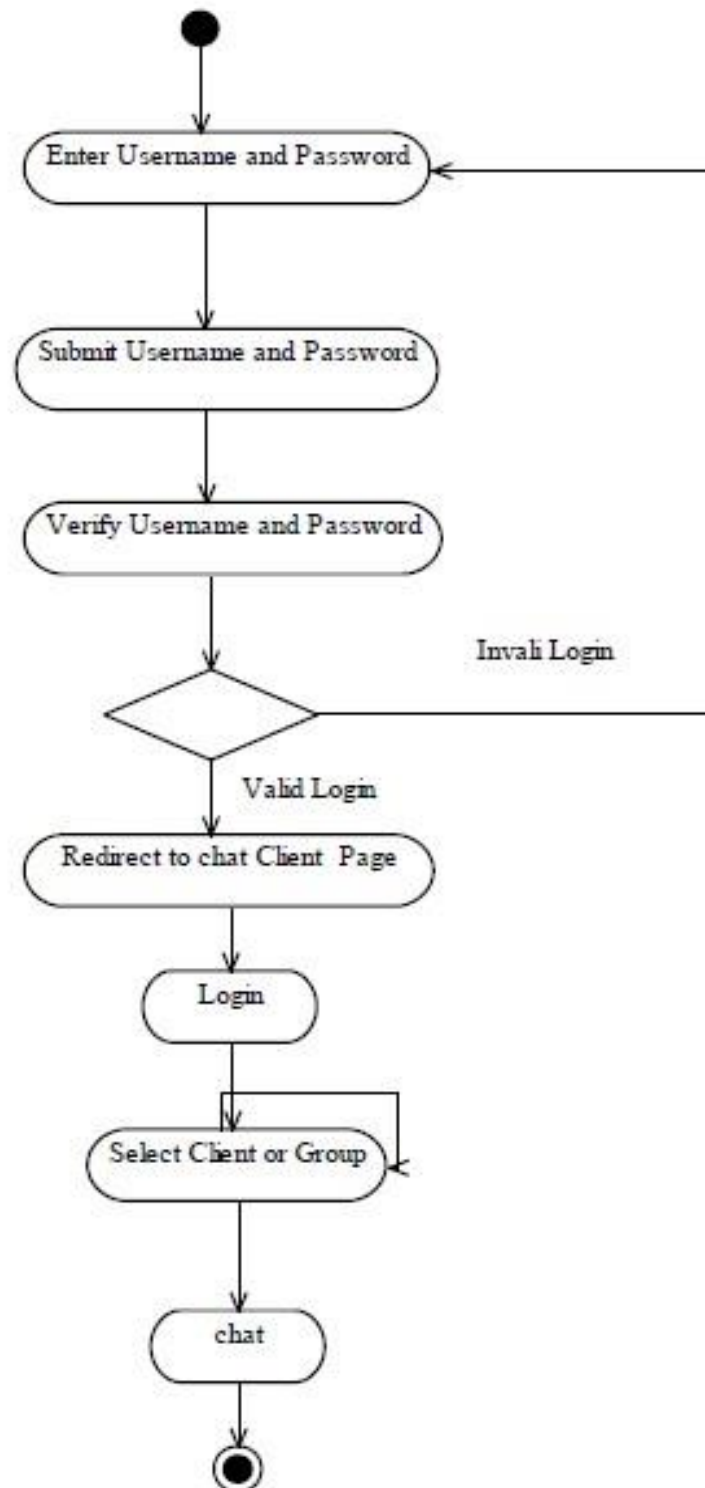 Enter Username and Password
Submit Username and Password
Verify Username and Password
Invali Login
Valid Login
Redirect to chat Client Page
Login
Select Client or Group
chat